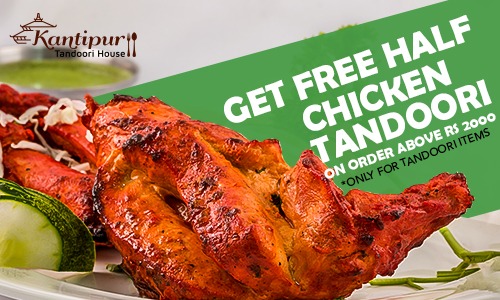 Kantipur
Tandoori House
GET FREE HALF
CHICKEN
TANDOORI
ON ORDER ABOVE RS 2000
*ONLY FOR TANDOORI ITEMS